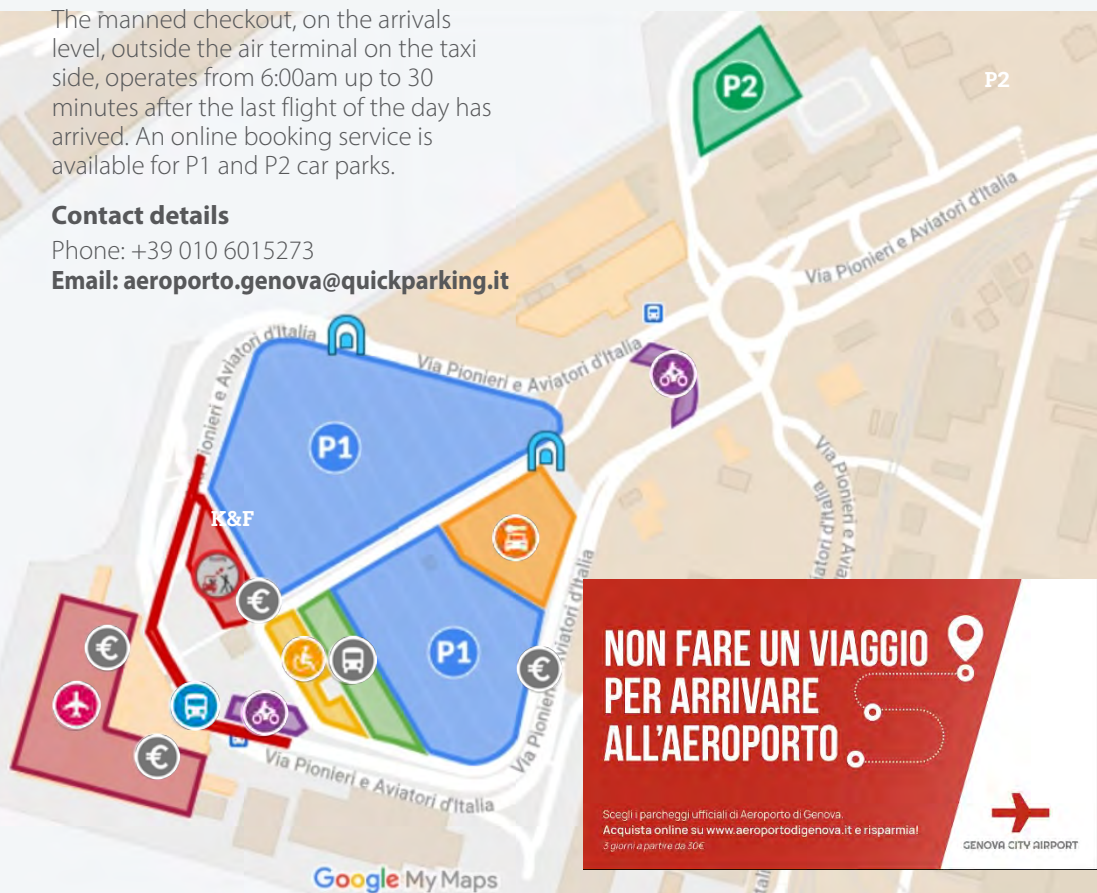 The manned checkout, on the arrivals
level, outside the air terminal on the taxi
side, operates from 6:00am up to 30
minutes after the last flight of the day has
arrived. An online booking service is
available for P1 and P2 car parks.
Contact details
Phone: +39 010 6015273
Email: aeroporto.genova@quickparking.it
P2
P2
Via Pionieri e Aviatori d'Italia
Via Pionieri e Aviatori d'Italia
ionieri e Aviatori d'Italia
P1
K&F
€
Via Pionieri e Avia
atori d'Italia
Aviatori d'Italia
Via Pionieri
P1
€
€
€
Via Pionieri e Aviatori d'Italia
NON FARE UN VIAGGIO
PER ARRIVARE
ALL'AEROPORTO
Scegli i parcheggi ufficiali di Aeroporto di Genova.
Acquista online su www.aeroportodigenova.it e risparmia!
3 giorni a partire da 30€
GENOVA CITY AIRPORT
Google My Maps